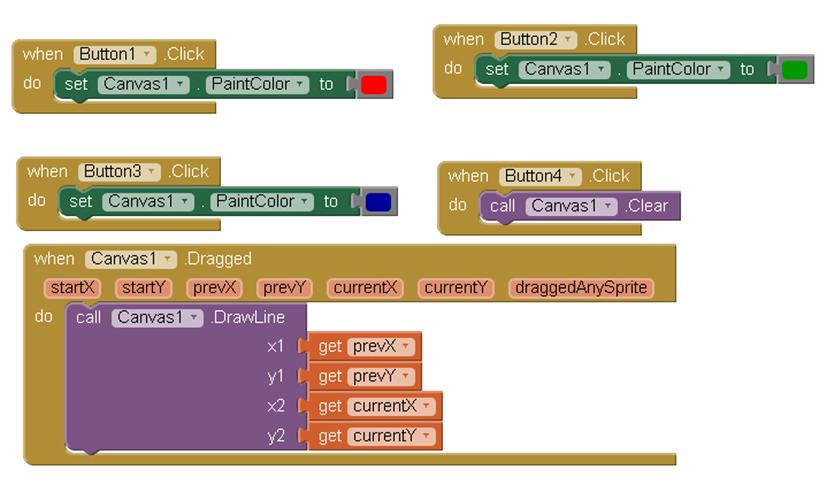 when Button1 .Click
do set Canvas1 . PaintColor to
when Button2 .Click
do set Canvas1 . PaintColor to
when Button3 .Click
do set Canvas1 . PaintColor to
when Button4 .Click
do call Canvas1 .Clear
when Canvas1 .Dragged
startX startY prevX prevY currentX currentY draggedAnySprite
do call Canvas1 .DrawLine
x1 get prevX
y1 get prevY
x2 get currentX
y2 get currentY